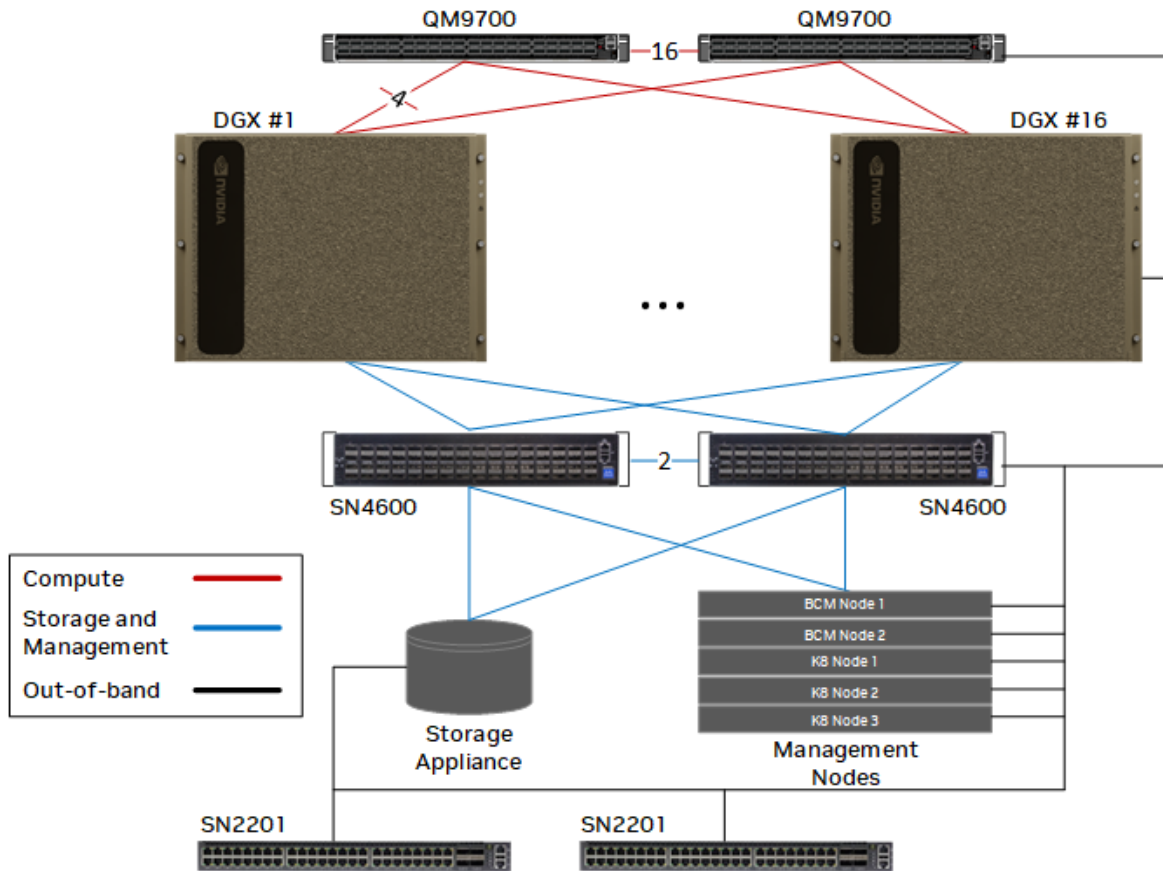 QM9700
QM9700
16
4
DGX #1
DGX #16
NVIDIA
NVIDIA
...
2
SN4600
SN4600
Compute
Storage and
Management
Out-of-band
BCM Node 1
BCM Node 2
K8 Node 1
K8 Node 2
K8 Node 3
Storage
Appliance
Management
Nodes
SN2201
SN2201